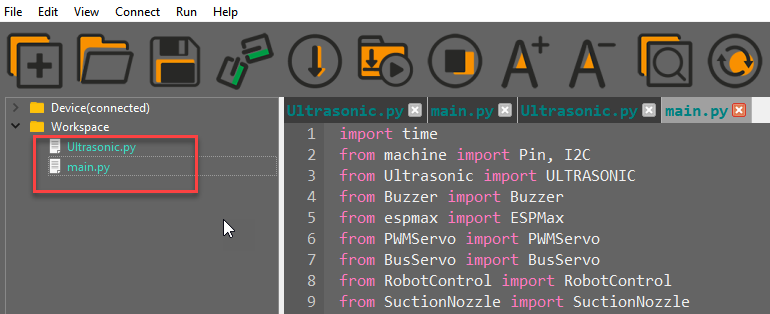 File Edit View Connect Run Help
Device(connected)
Workspace
Ultrasonic.py
main.py
Ultrasonic.py main.py Ultrasonic.py main.py
1 import time
2 from machine import Pin, I2C
3 from Ultrasonic import ULTRASONIC
4 from Buzzer import Buzzer
5 from espmax import ESPMax
6 from PWMServo import PWMServo
7 from BusServo import BusServo
8 from RobotControl import RobotControl
9 from SuctionNozzle import SuctionNozzle